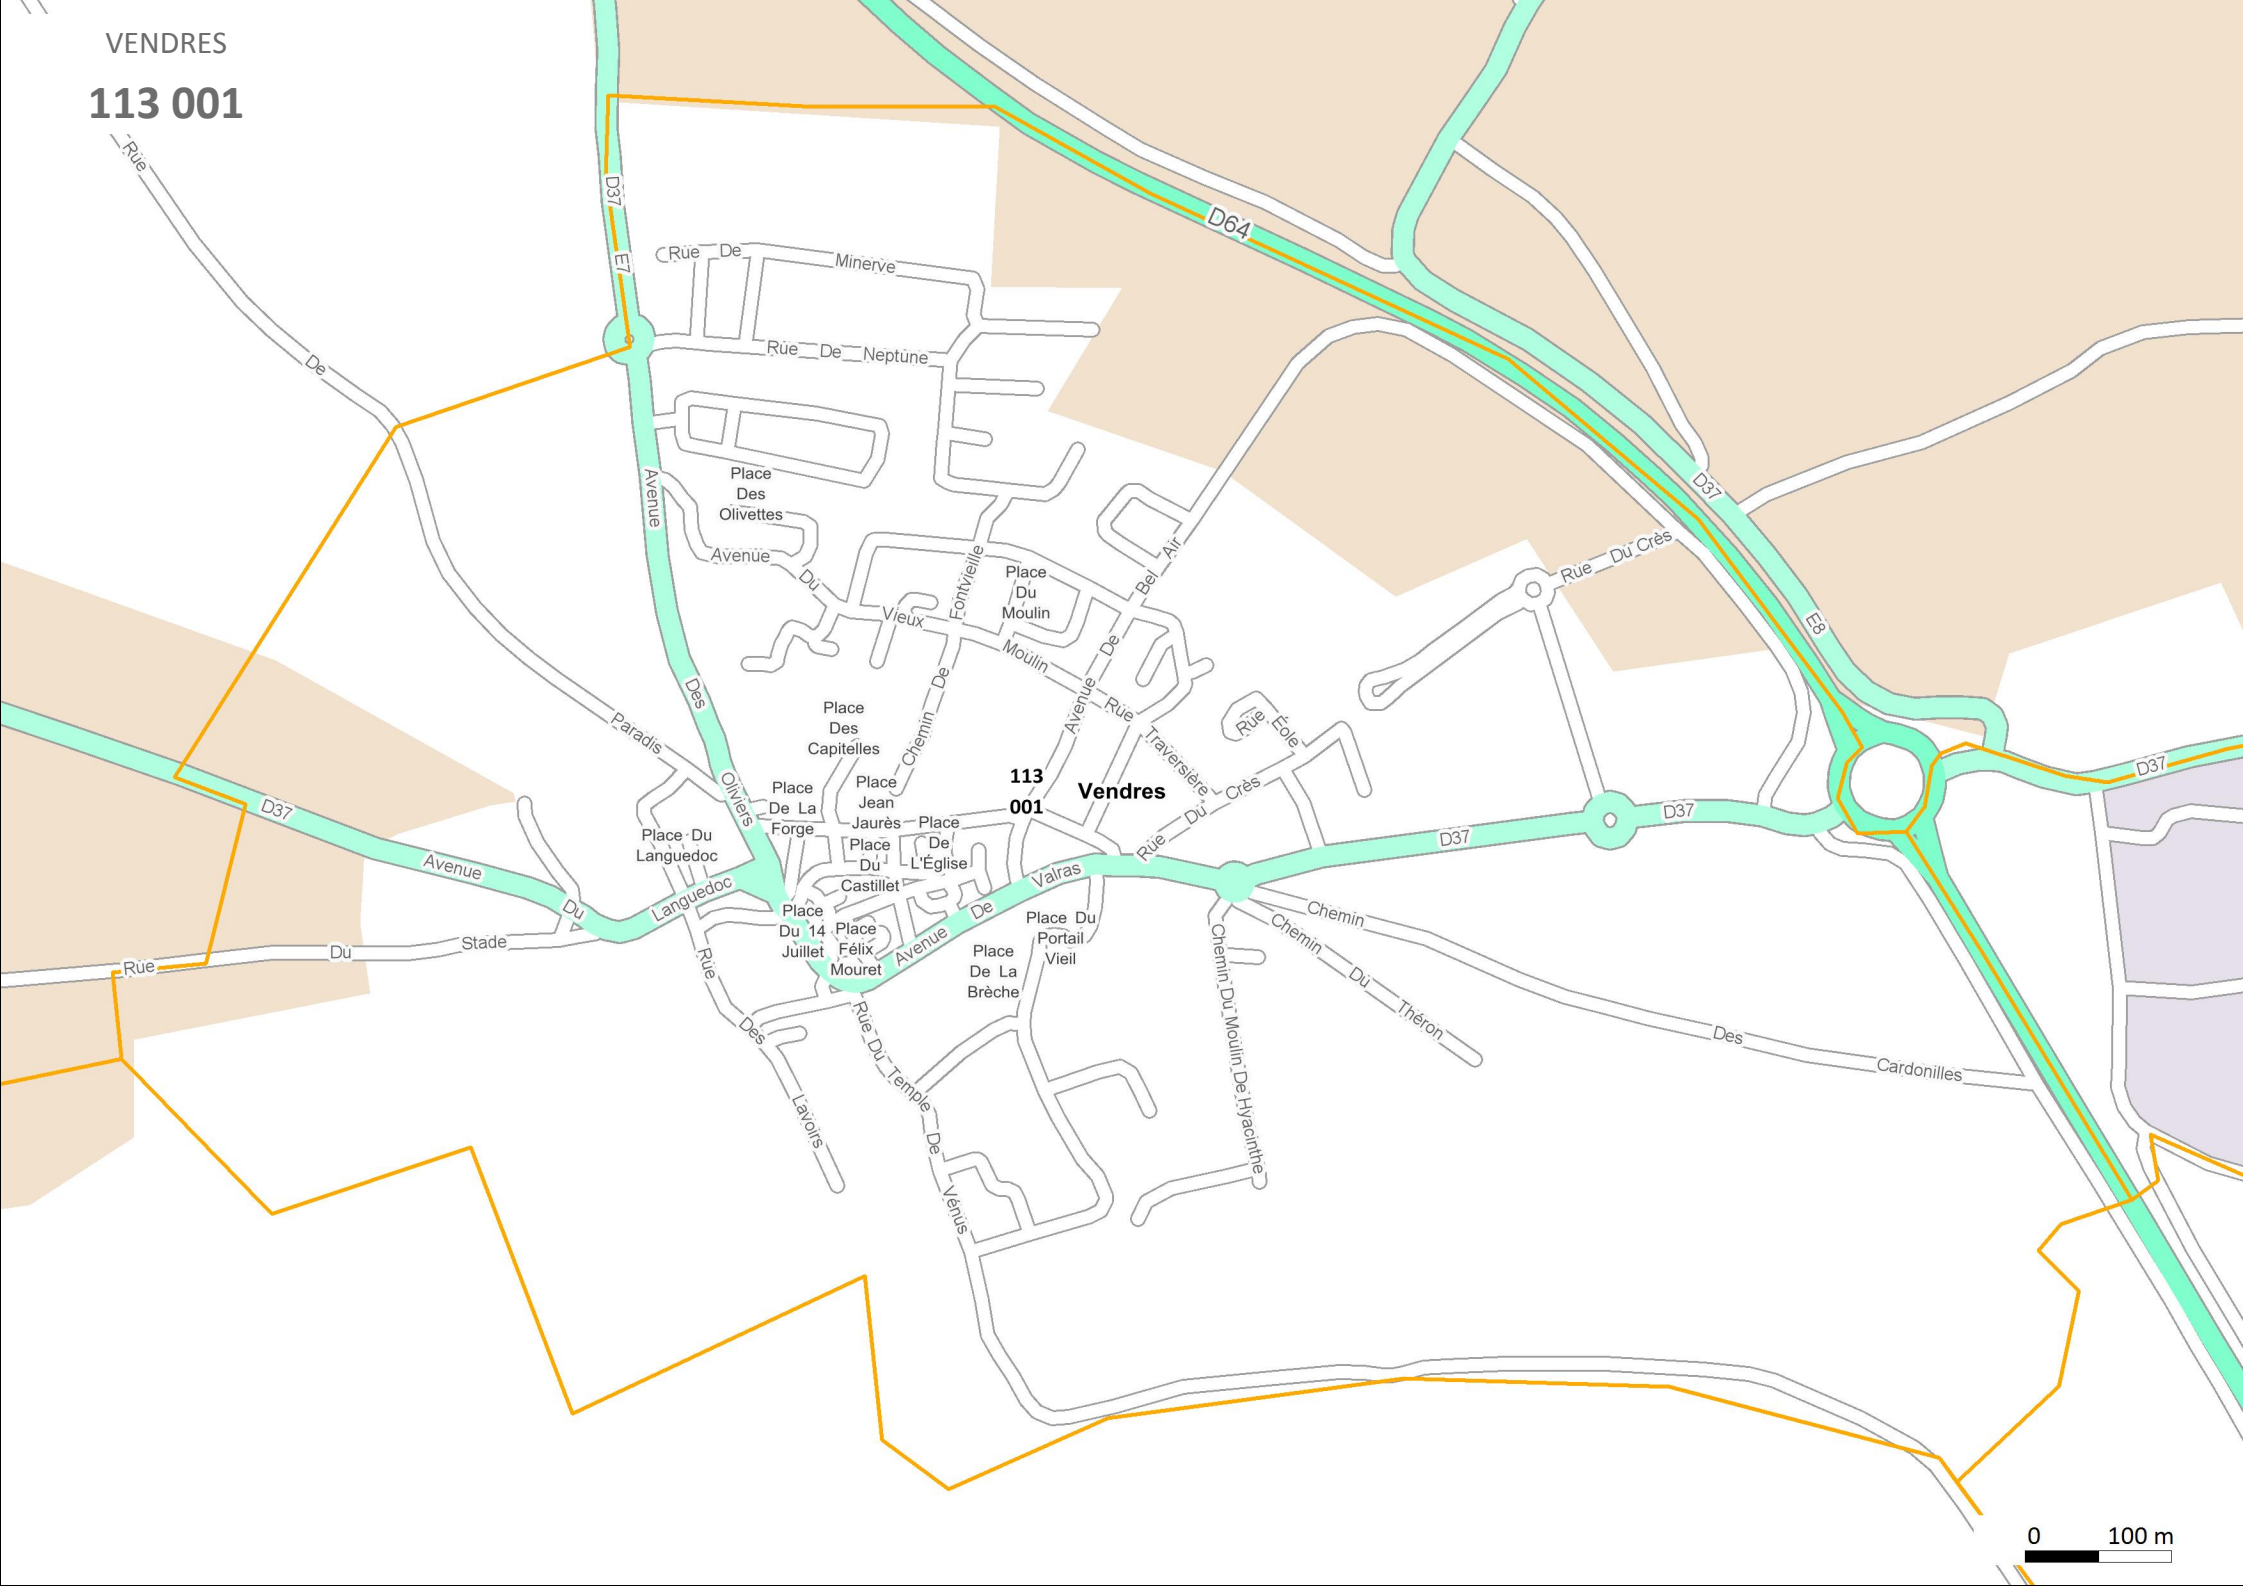 VENDRES
113 001
Rue
De
Paradis
D37
E7
D64
Rue De Minerve
Rue De Neptune
Avenue
Des
Oliviers
Place
Des
Olivettes
Avenue
Du
Vieux
Moulin
Fontvieille
De
Chemin
Place
Du
Moulin
Bel Air
De
Avenue
Rue
Traversière
Rue
Éole
Rue Du Crès
D37
E8
Place
Des
Capitelles
Place
De La
Forge
Place
Jean
Jaurès
Place
De
L'Église
Place
Du
Castillet
113
001
Vendres
Rue Du Crès
D37
D37
D37
D37
Avenue
Du
Languedoc
Place Du
Languedoc
Rue
Du
Stade
Place
Du 14
Juillet
Place
Félix
Mouret
Avenue
De
Valras
Place Du
Portail
Vieil
Place
De La
Brèche
Rue
Des
Lavoirs
Rue Du Temple De Vénus
Chemin Du Moulin De Hyacinthe
Chemin Du Théron
Chemin
Des
Cardonilles
0 100 m